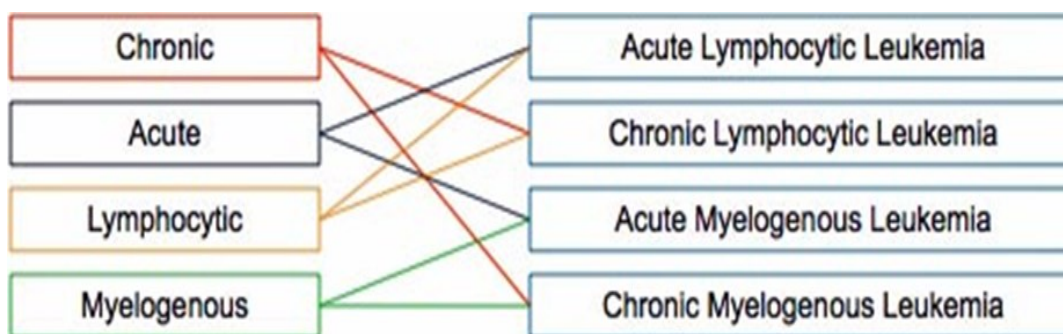 Chronic
Acute
Lymphocytic
Myelogenous
Acute Lymphocytic Leukemia
Chronic Lymphocytic Leukemia
Acute Myelogenous Leukemia
Chronic Myelogenous Leukemia